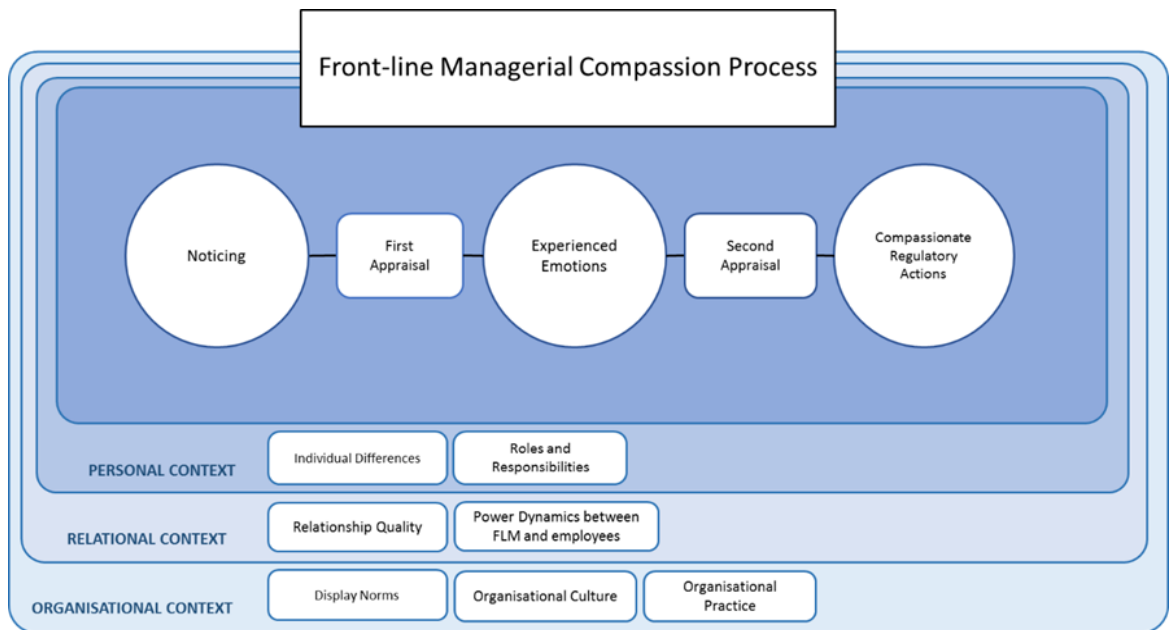 Front-line Managerial Compassion Process
Noticing
First
Appraisal
Experienced
Emotions
Second
Appraisal
Compassionate
Regulatory
Actions
PERSONAL CONTEXT
Individual Differences
Roles and
Responsibilities
RELATIONAL CONTEXT
Relationship Quality
Power Dynamics between
FLM and employees
ORGANISATIONAL CONTEXT
Display Norms
Organisational Culture
Organisational
Practice